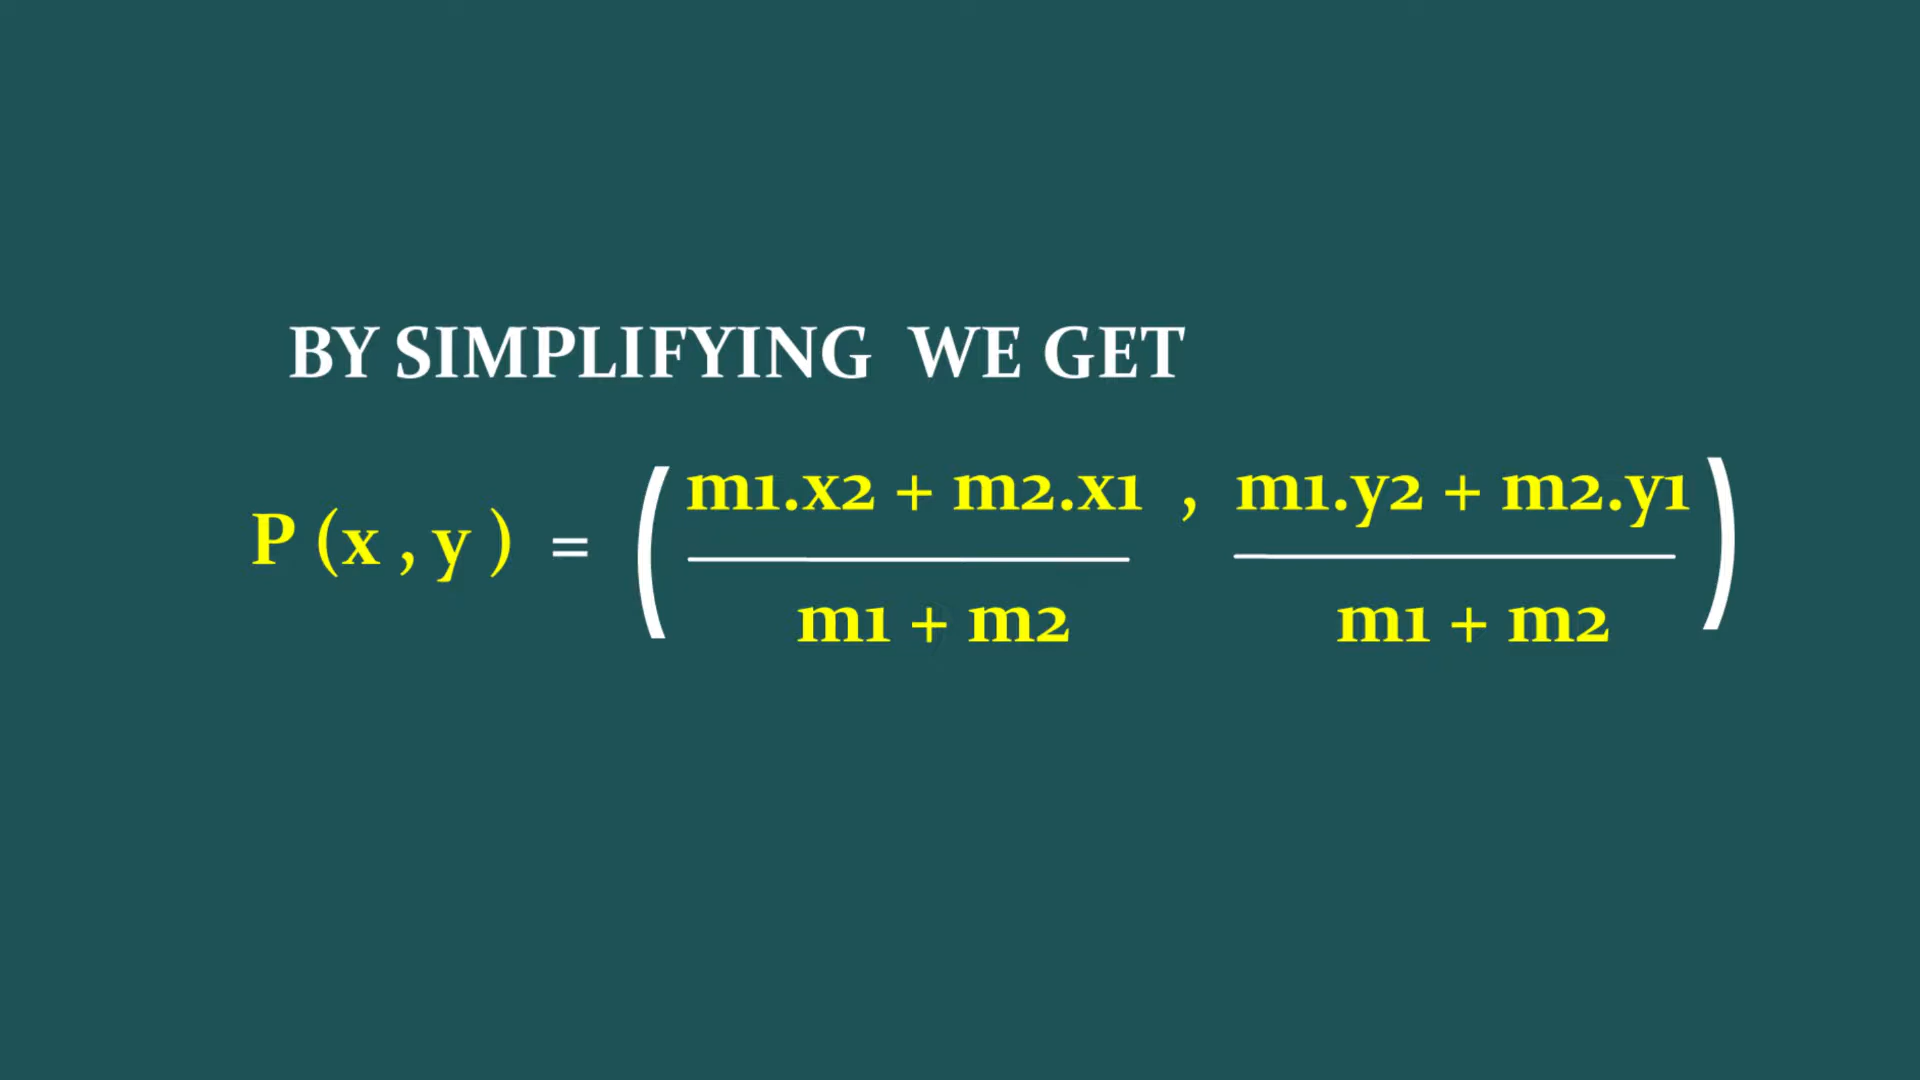 BY SIMPLIFYING WE GET
P (x , y ) = ( m1.x2 + m2.x1 , m1.y2 + m2.y1 )
m1 + m2 m1 + m2